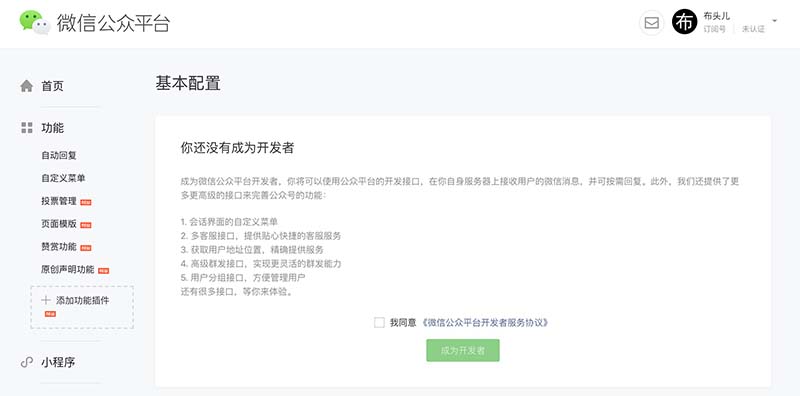 微信公众平台
布
布头儿
订阅号
未认证
首页
功能
自动回复
自定义菜单
投票管理
页面模版
赞赏功能
原创声明功能
添加功能插件
小程序
基本配置
你还没有成为开发者
成为微信公众平台开发者，你将可以使用公众平台的开发接口，在你自身服务器上接收用户的微信消息，并可按需回复。此外，我们还提供了更
多更高级的接口来完善公众号的功能：
1. 会话界面的自定义菜单
2. 多客服接口，提供贴心快捷的客服服务
3. 获取用户地址位置，精确提供服务
4. 高级群发接口，实现更灵活的群发能力
5. 用户分组接口，方便管理用户
还有很多接口，等你来体验。
我同意《微信公众平台开发者服务协议》
成为开发者